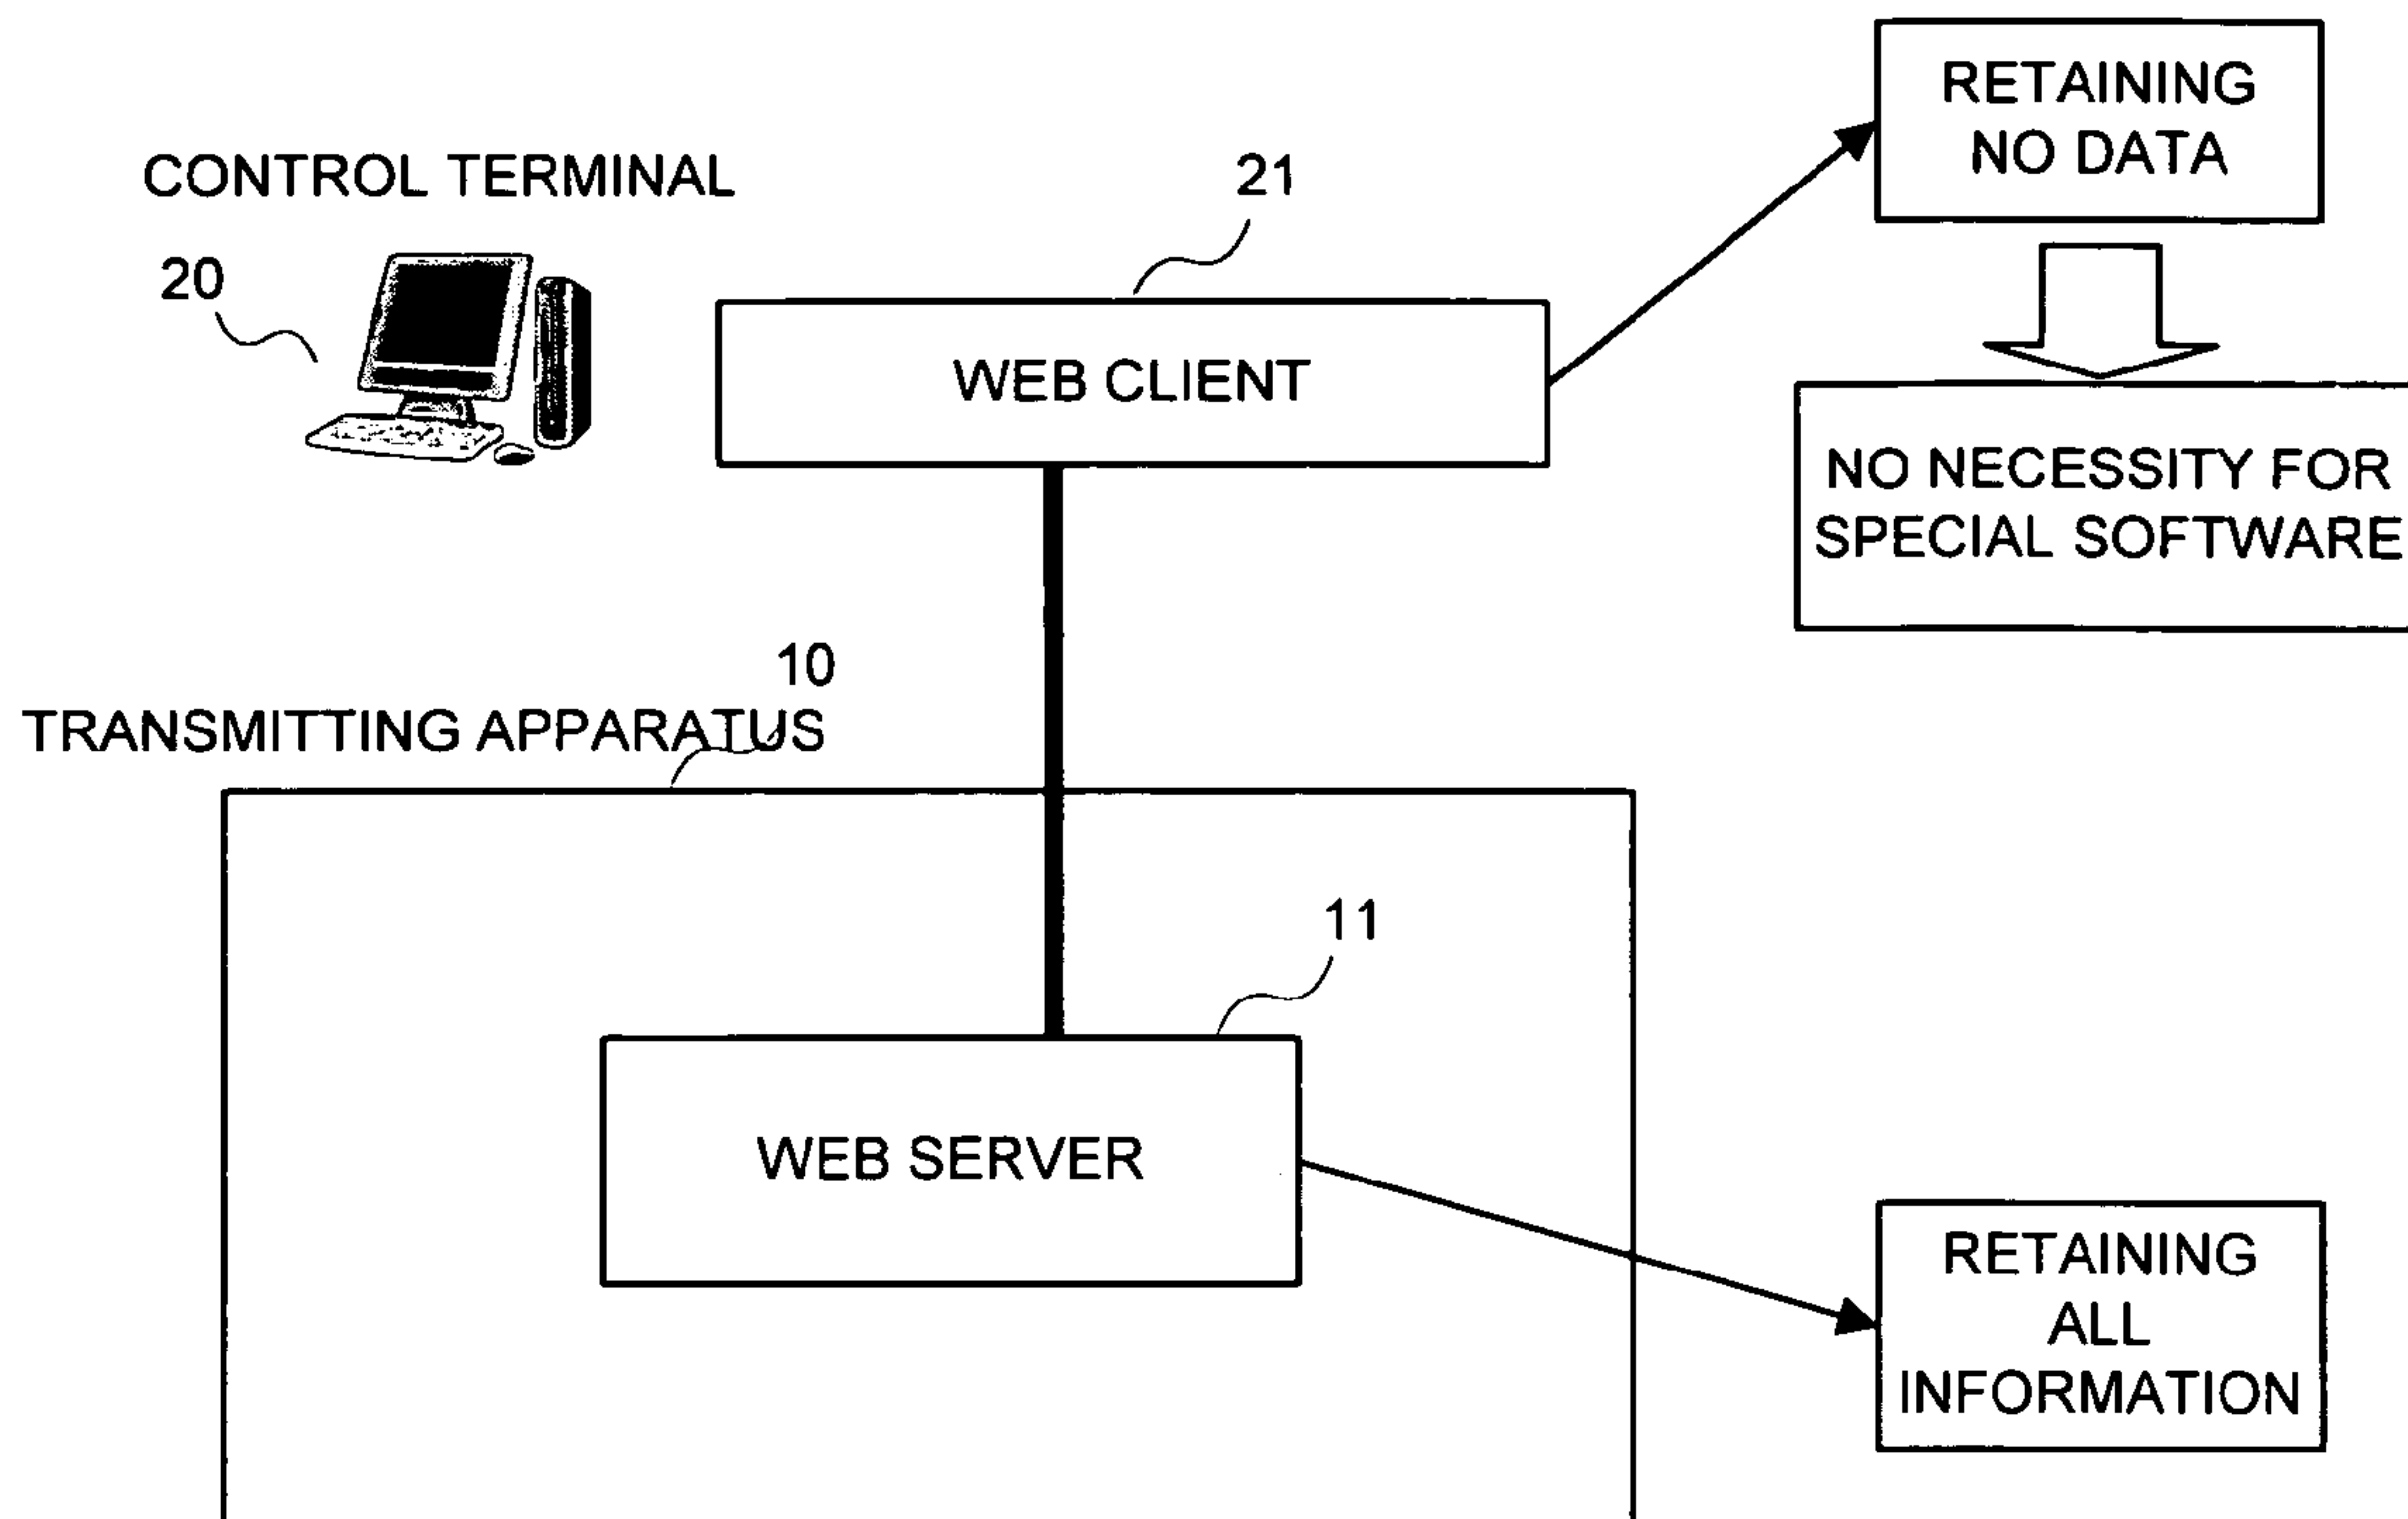 RETAINING
NO DATA
CONTROL TERMINAL
21
20
WEB CLIENT
NO NECESSITY FOR
SPECIAL SOFTWARE
10
TRANSMITTING APPARATUS
11
WEB SERVER
RETAINING
ALL
INFORMATION